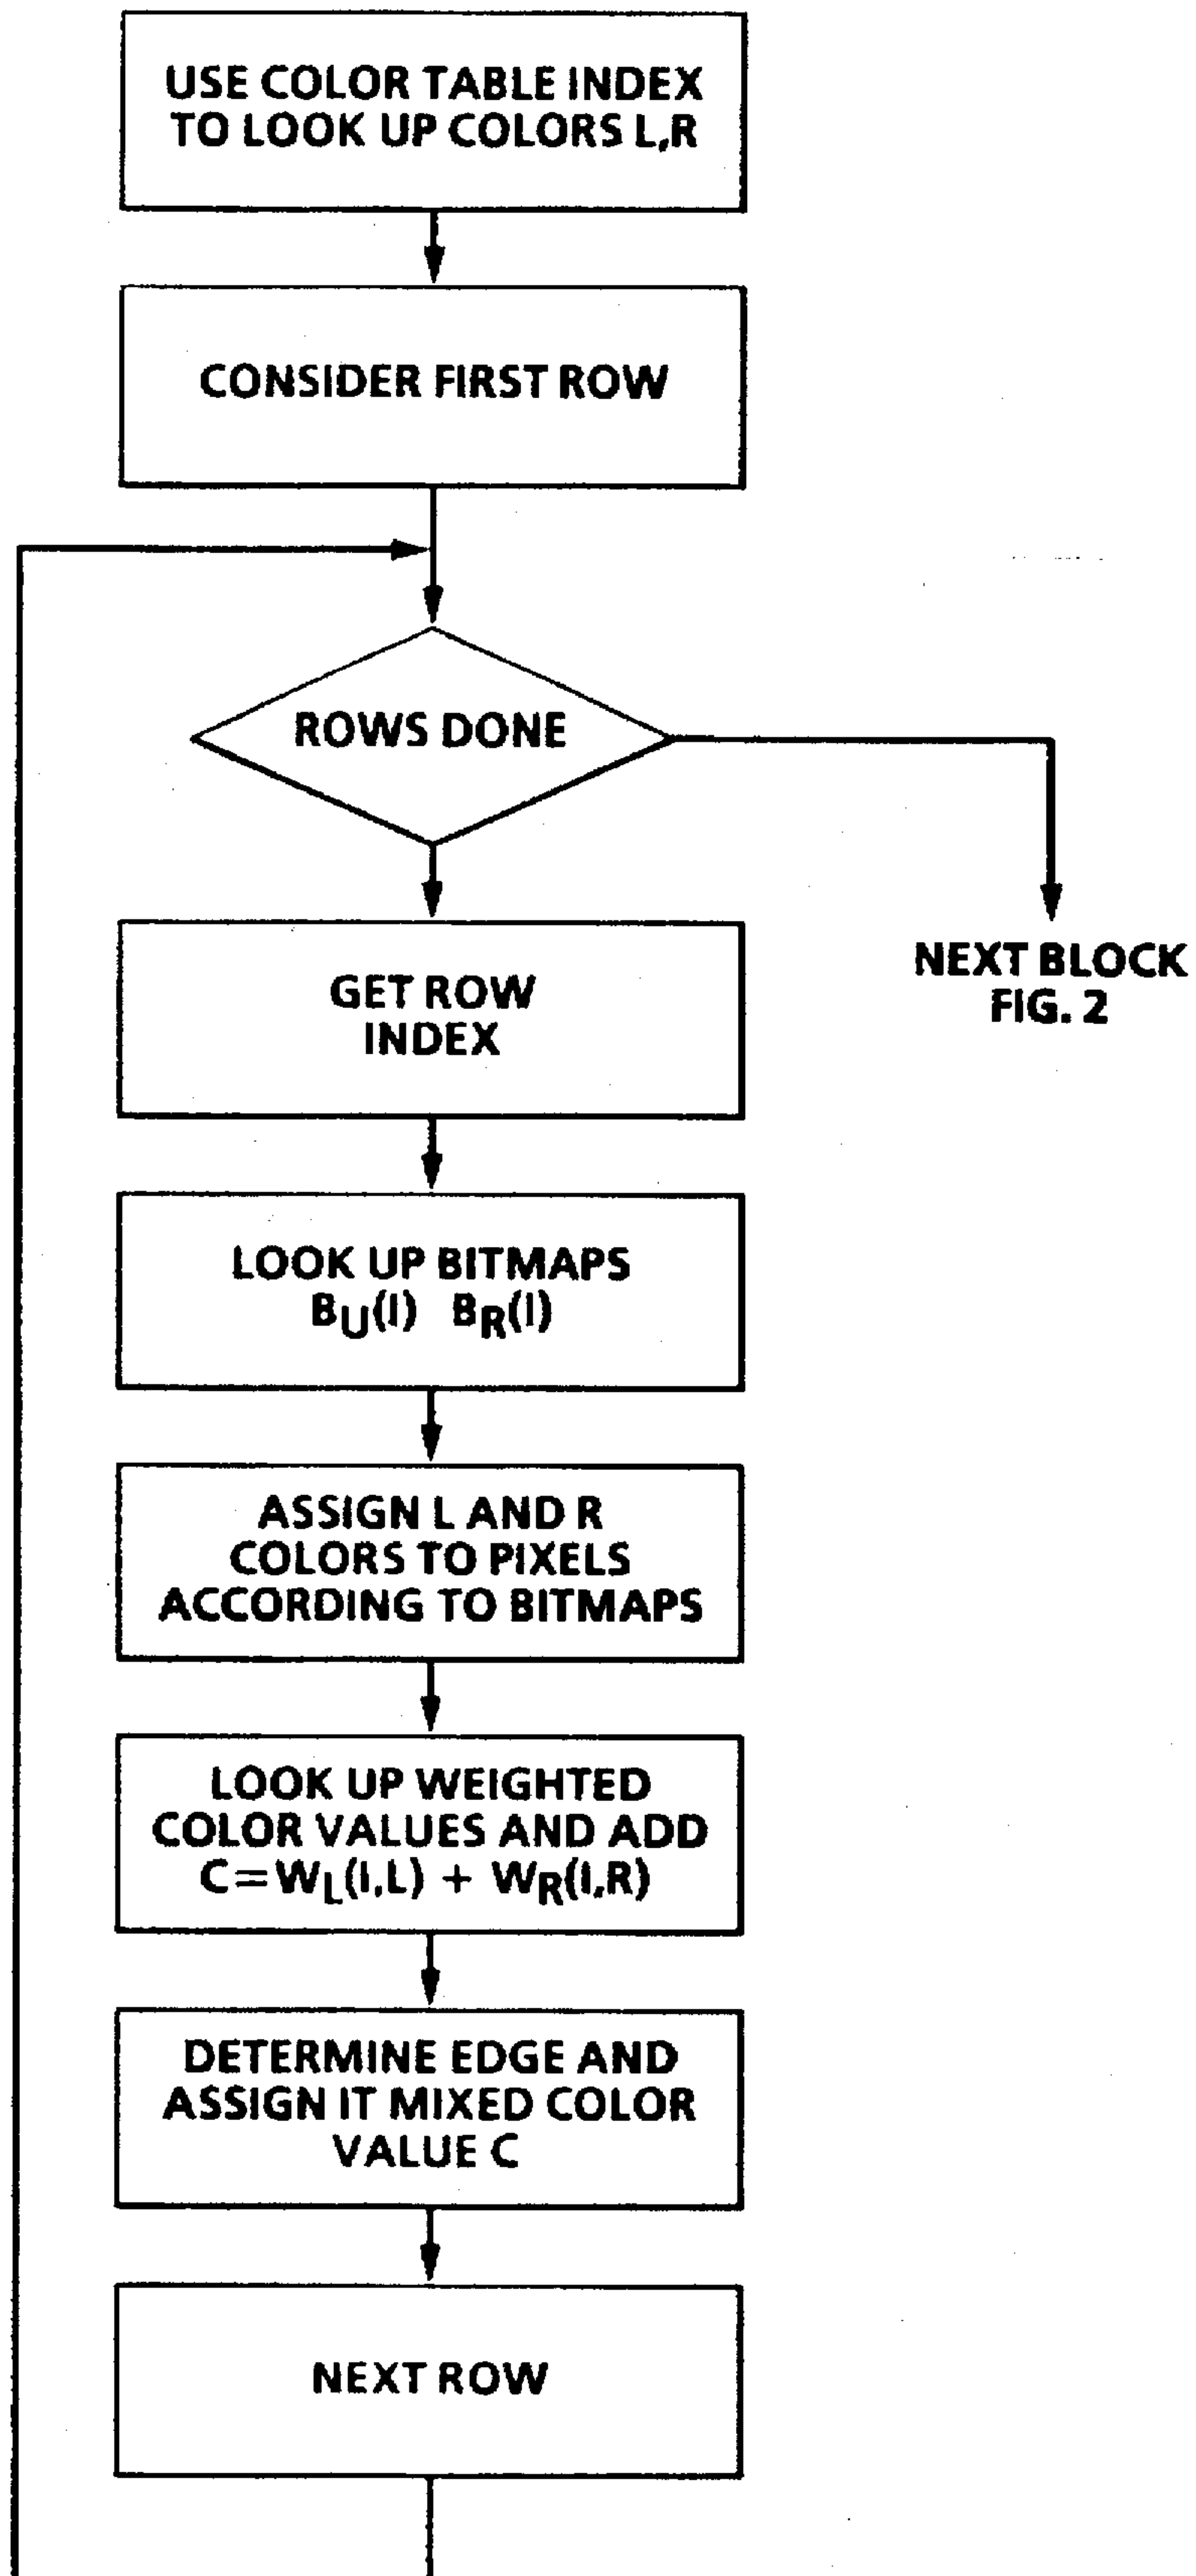 USE COLOR TABLE INDEX
TO LOOK UP COLORS L,R
CONSIDER FIRST ROW
ROWS DONE
NEXT BLOCK
FIG. 2
GET ROW
INDEX
LOOK UP BITMAPS
BU(I) BR(I)
ASSIGN L AND R
COLORS TO PIXELS
ACCORDING TO BITMAPS
LOOK UP WEIGHTED
COLOR VALUES AND ADD
C=WL(I,L) + WR(I,R)
DETERMINE EDGE AND
ASSIGN IT MIXED COLOR
VALUE C
NEXT ROW